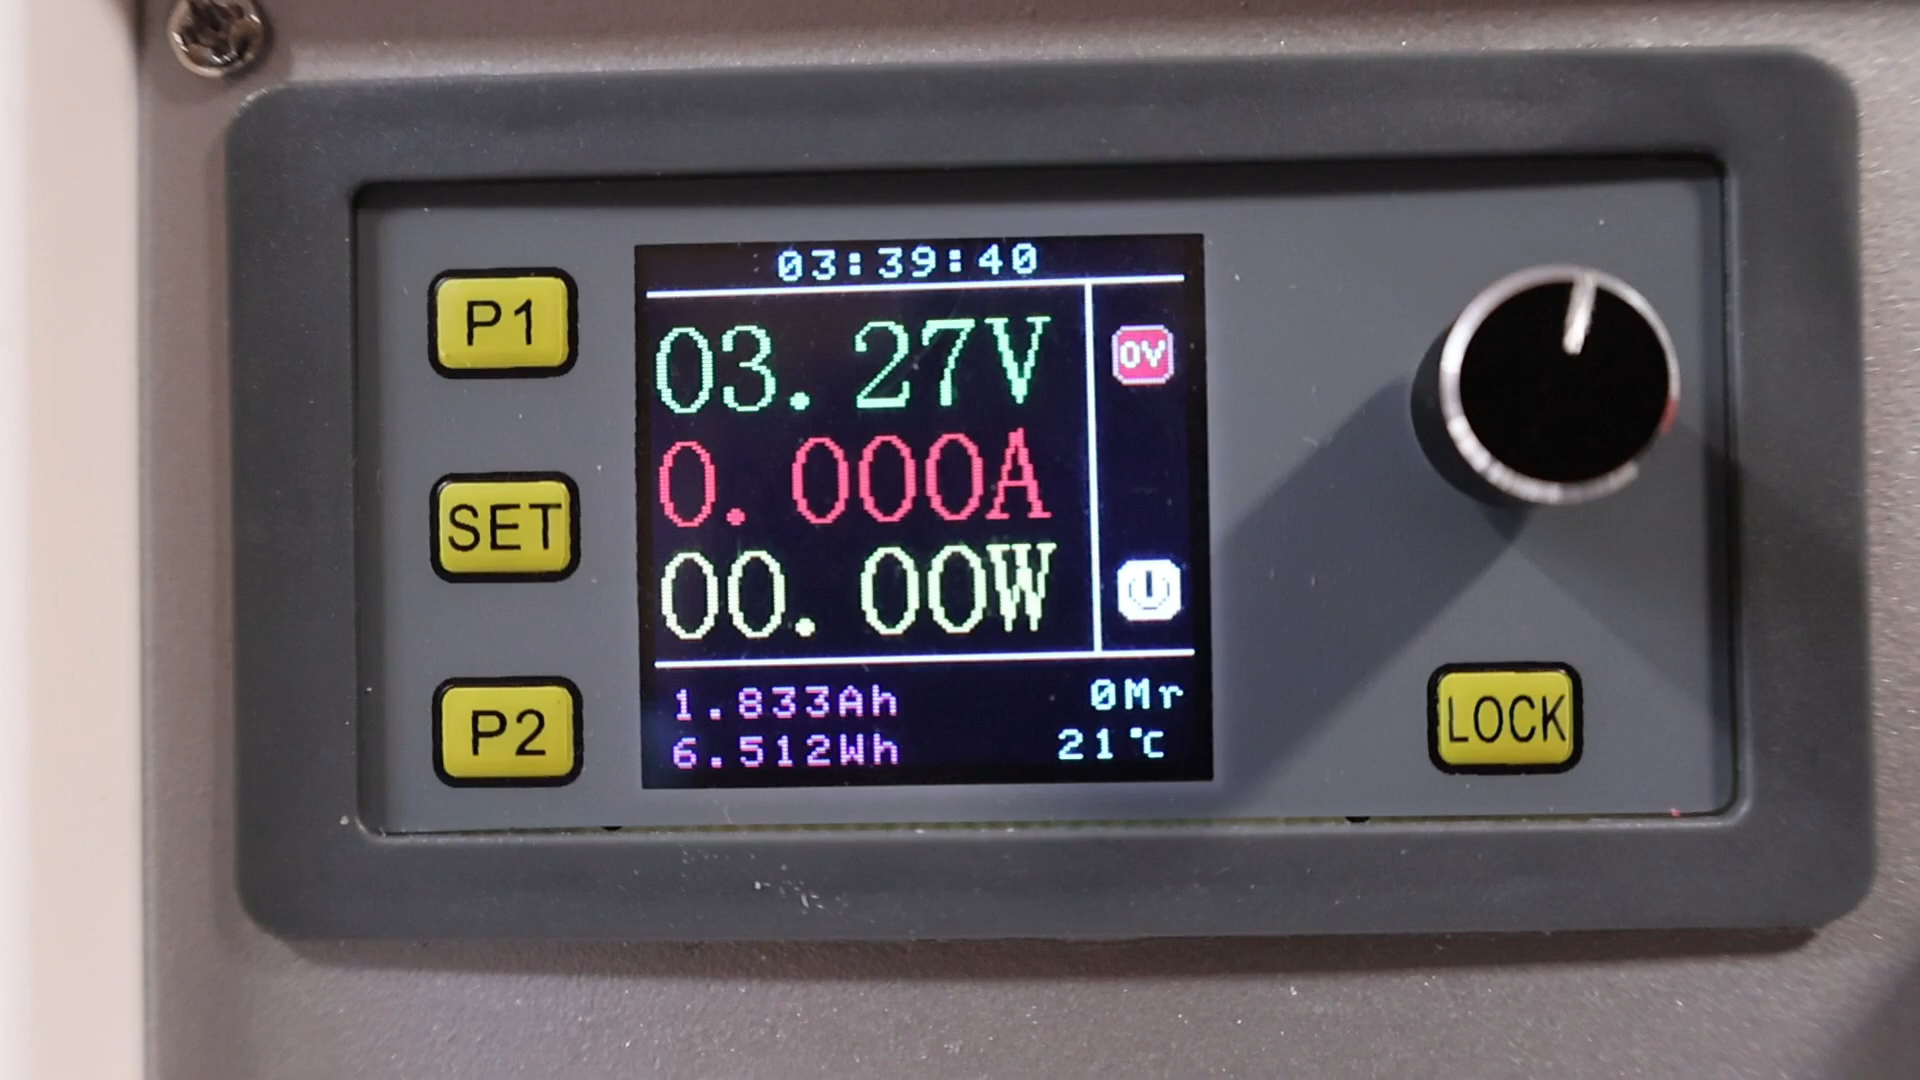 03:39:40
P1
03.27V
OV
SET
0.000A
00.00W
P2
1.833Ah
0Mr
LOCK
6.512Wh
21℃